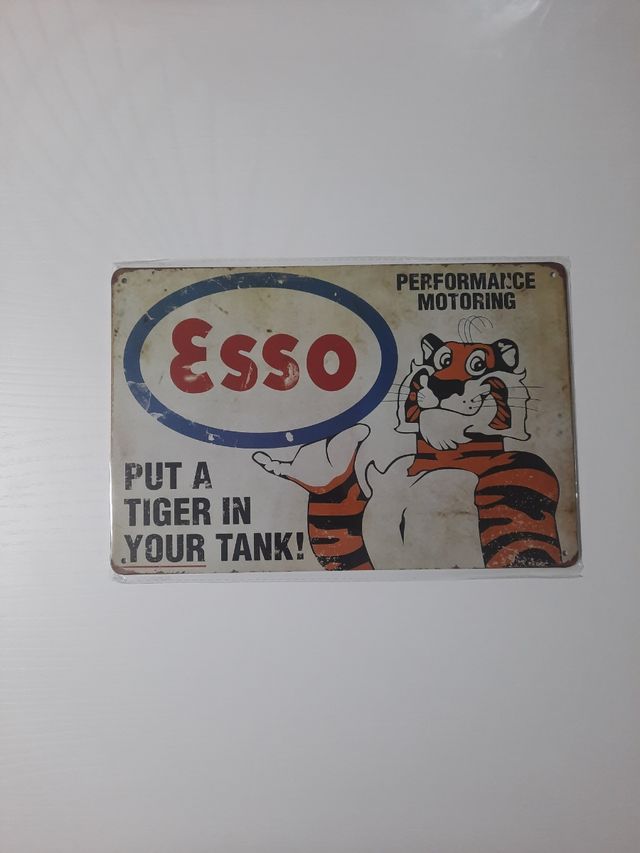 PERFORMANCE
MOTORING
Esso
PUT A
TIGER IN
YOUR TANK!